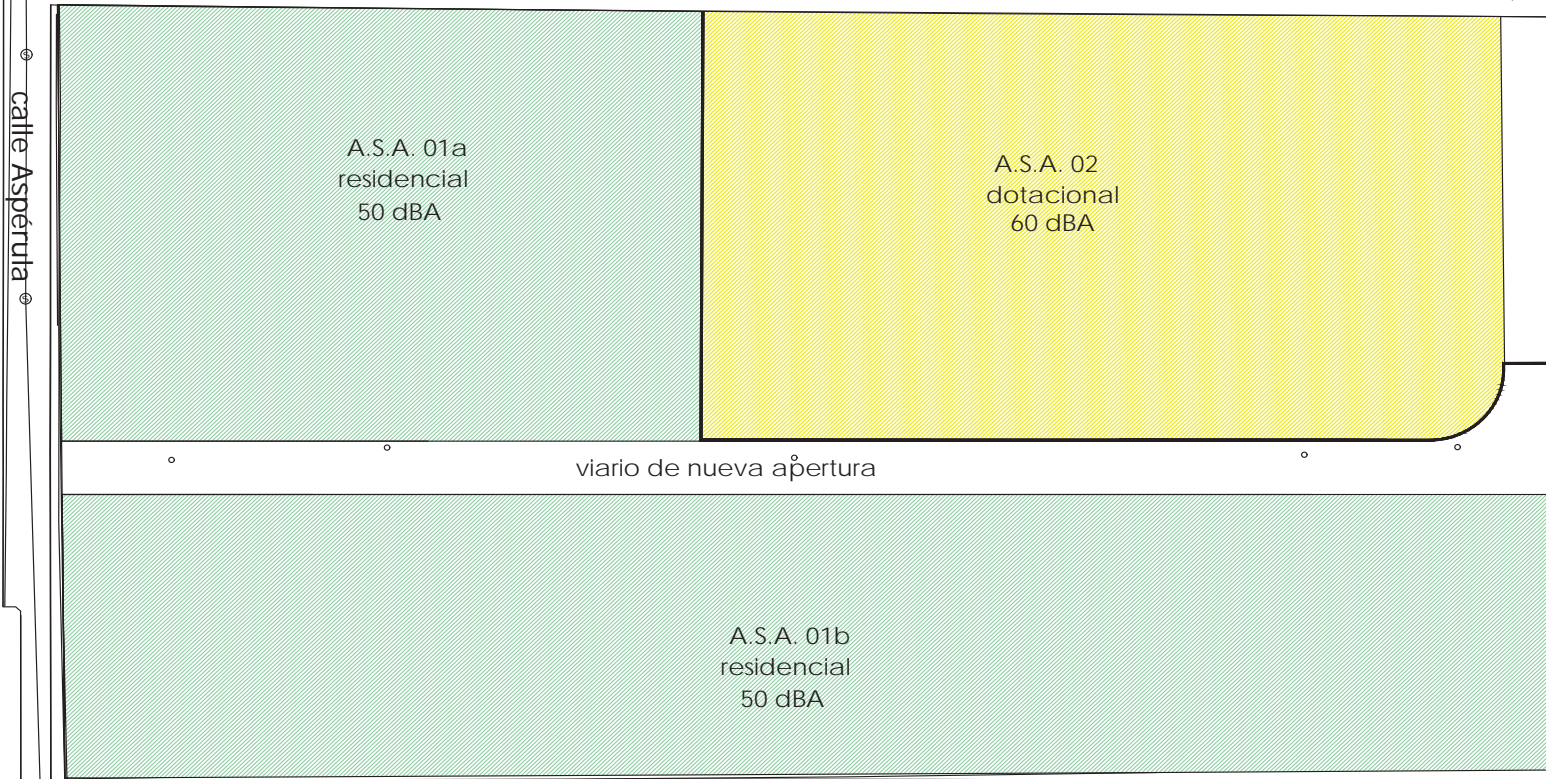 calle Aspérula
A.S.A. 01a
residencial
50 dBA
A.S.A. 02
dotacional
60 dBA
viario de nueva apertura
A.S.A. 01b
residencial
50 dBA